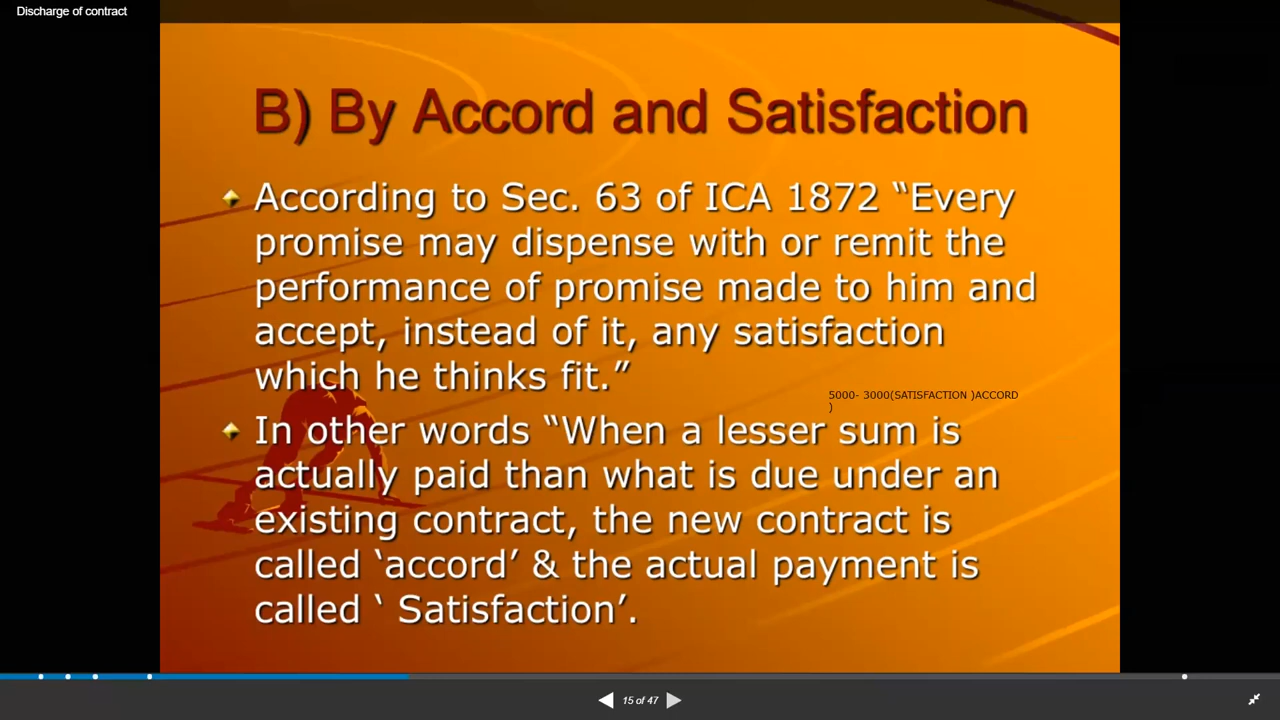 Discharge of contract
B) By Accord and Satisfaction
According to Sec. 63 of ICA 1872 “Every
promise may dispense with or remit the
performance of promise made to him and
accept, instead of it, any satisfaction
which he thinks fit.”
5000- 3000(SATISFACTION )ACCORD
)
In other words “When a lesser sum is
actually paid than what is due under an
existing contract, the new contract is
called ‘accord’ & the actual payment is
called ‘ Satisfaction’.
15 of 47